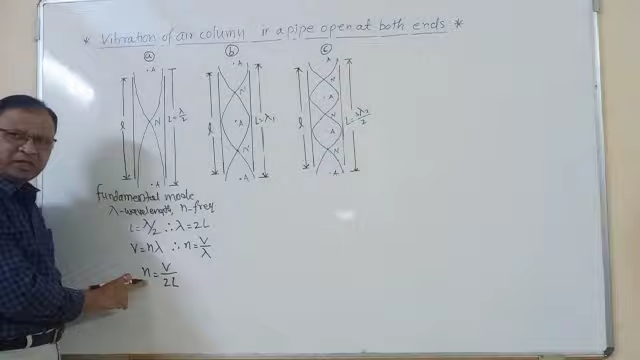 * Vibration of air column in a pipe open at both ends *
a b c
A A A
N N N
A A A
N N
A
N
A A A
l L=λ/2 l L=λ₁ l L=3λ₂/2
fundamental mode
λ-wavelength, n-freq
L=λ/2 ∴ λ=2L
V=nλ ∴ n=V/λ
n=V/2L